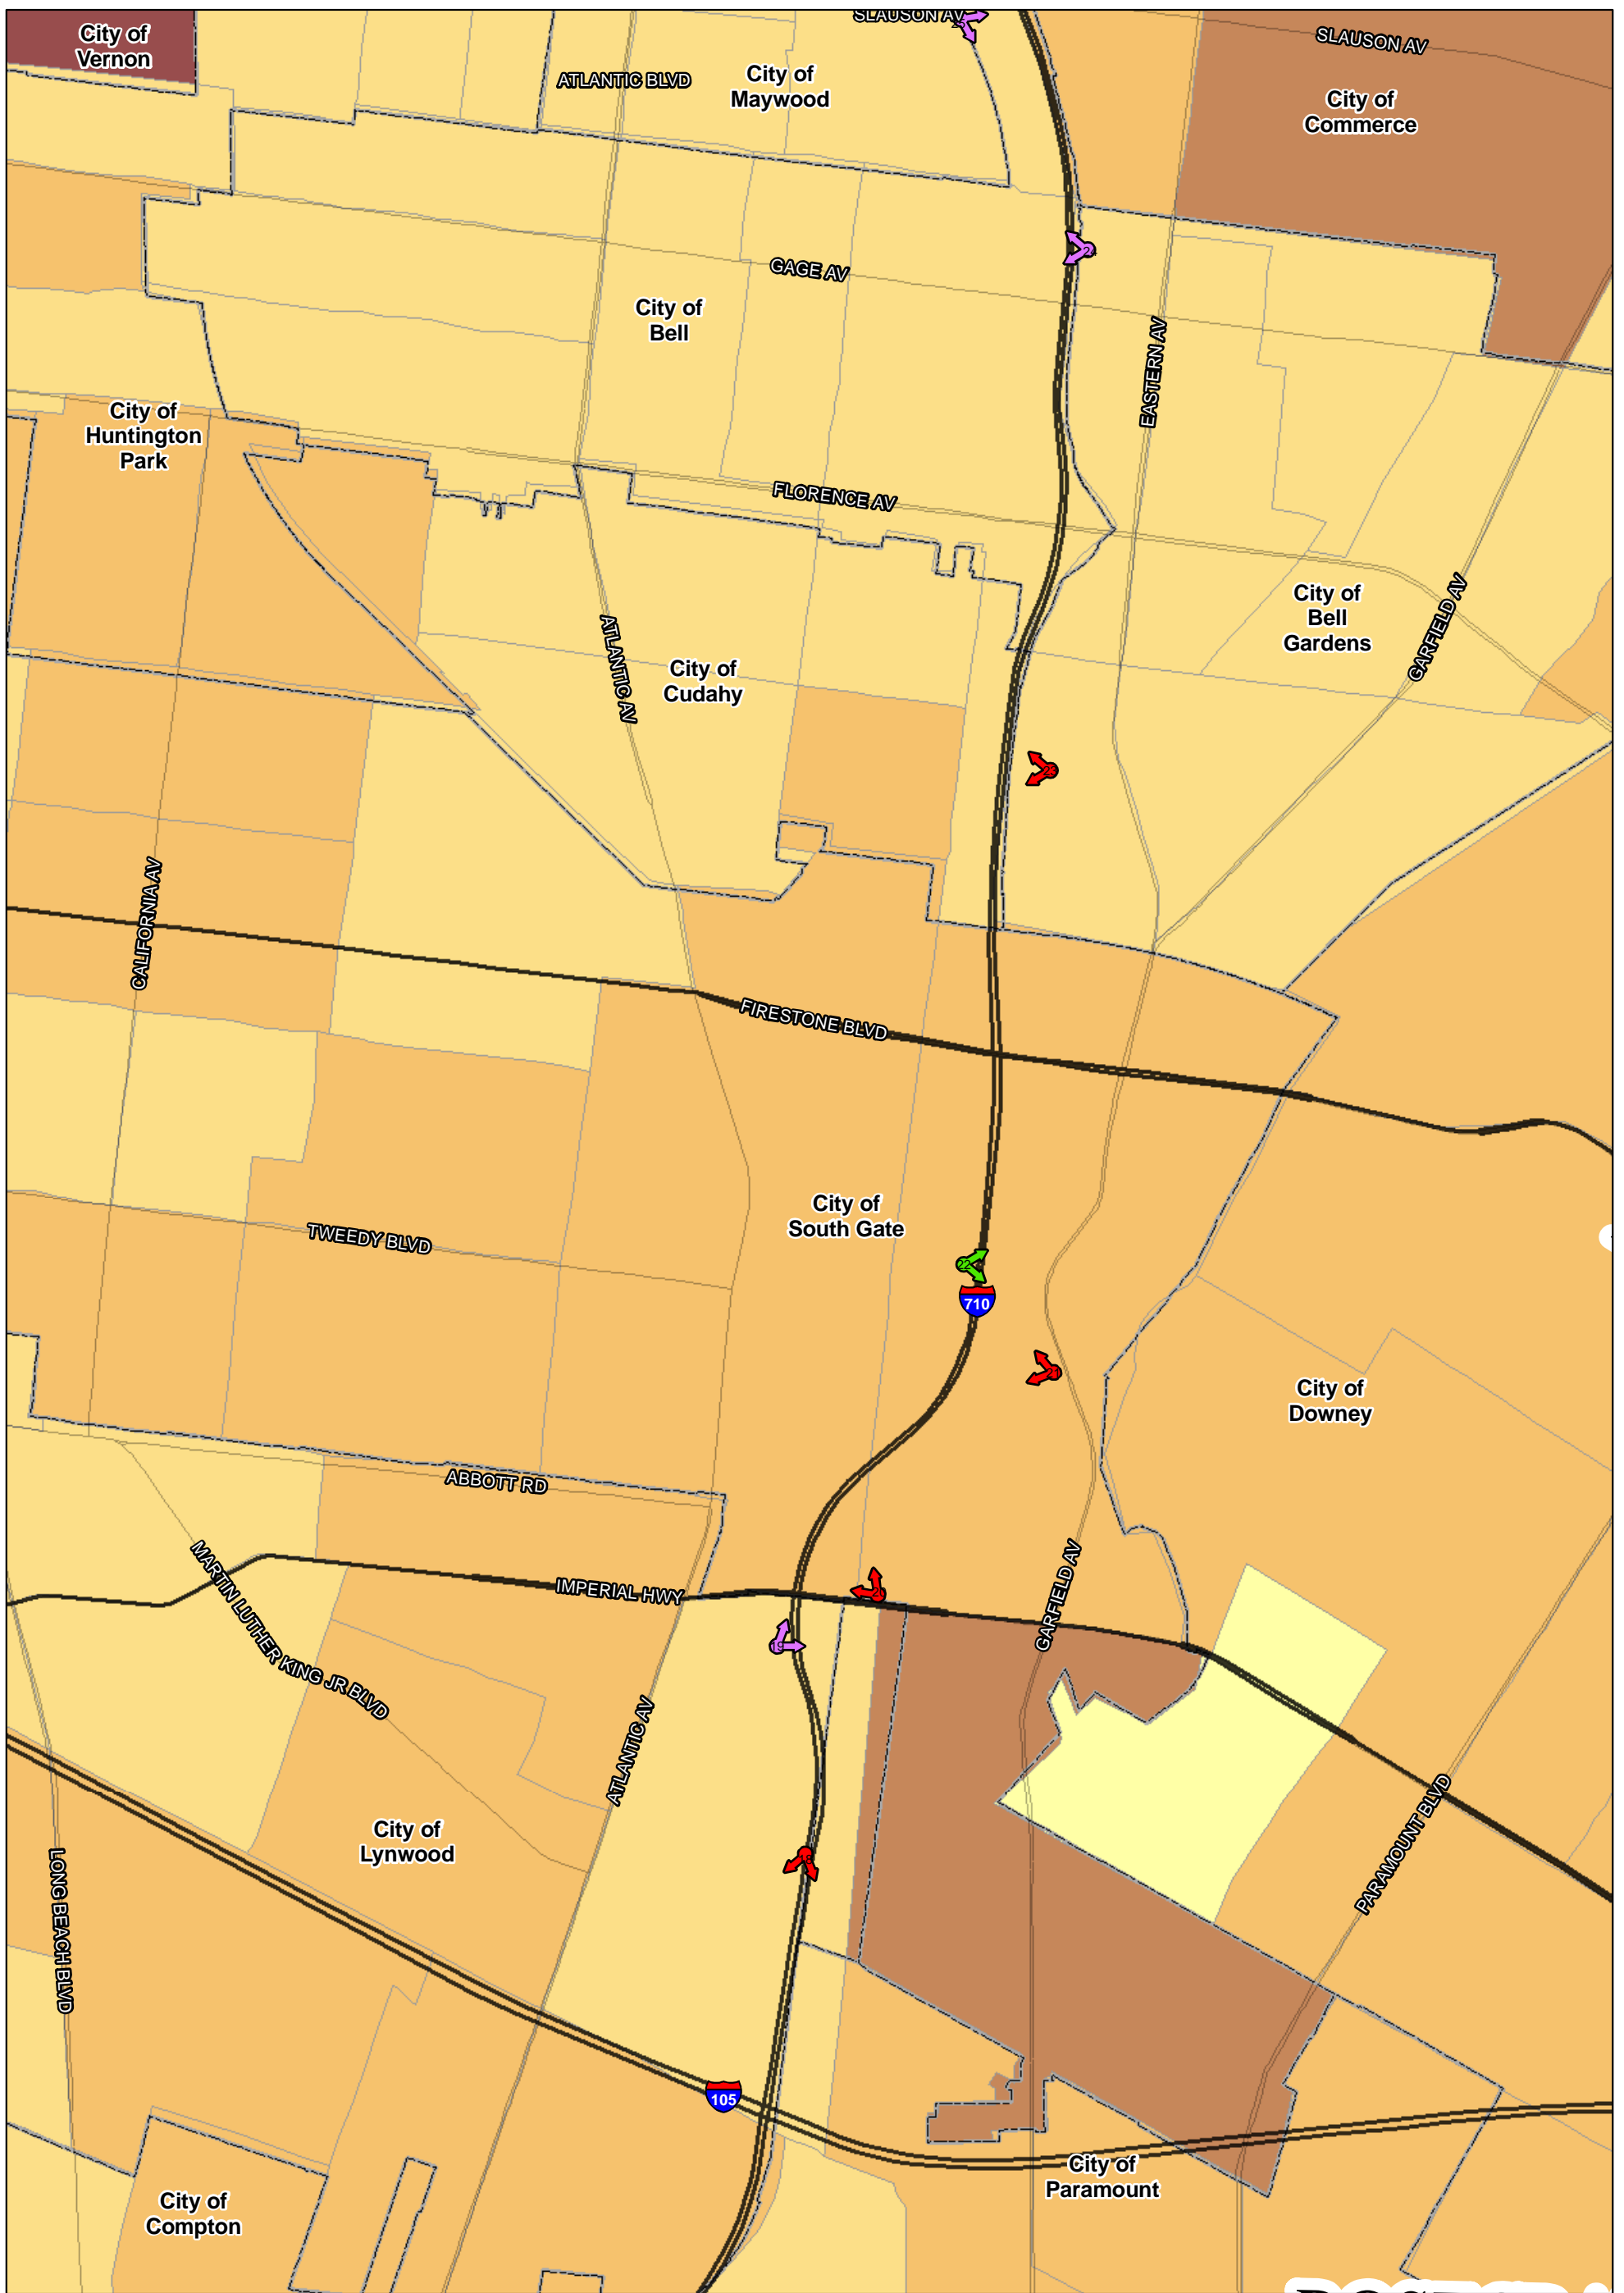 SLAUSON AV
City of
Vernon
ATLANTIC BLVD
City of
Maywood
SLAUSON AV
City of
Commerce
GAGE AV
City of
Bell
EASTERN AV
City of
Huntington
Park
FLORENCE AV
City of
Bell
Gardens
GARFIELD AV
ATLANTIC AV
City of
Cudahy
CALIFORNIA AV
FIRESTONE BLVD
City of
South Gate
TWEEDY BLVD
22
710
City of
Downey
ABBOTT RD
MARTIN LUTHER KING JR BLVD
IMPERIAL HWY
GARFIELD AV
19
ATLANTIC AV
City of
Lynwood
PARAMOUNT BLVD
LONG BEACH BLVD
105
City of
Paramount
City of
Compton